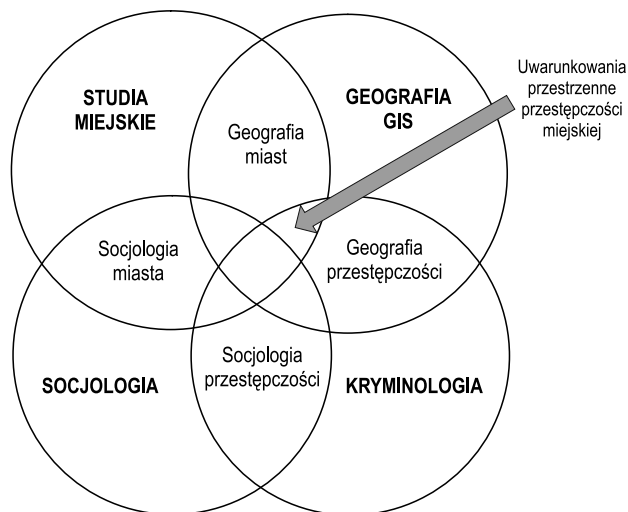 STUDIA
MIEJSKIE
Geografia
miast
GEOGRAFIA
GIS
Uwarunkowania
przestrzenne
przestępczości
miejskiej
Socjologia
miasta
Geografia
przestępczości
SOCJOLOGIA
Socjologia
przestępczości
KRYMINOLOGIA